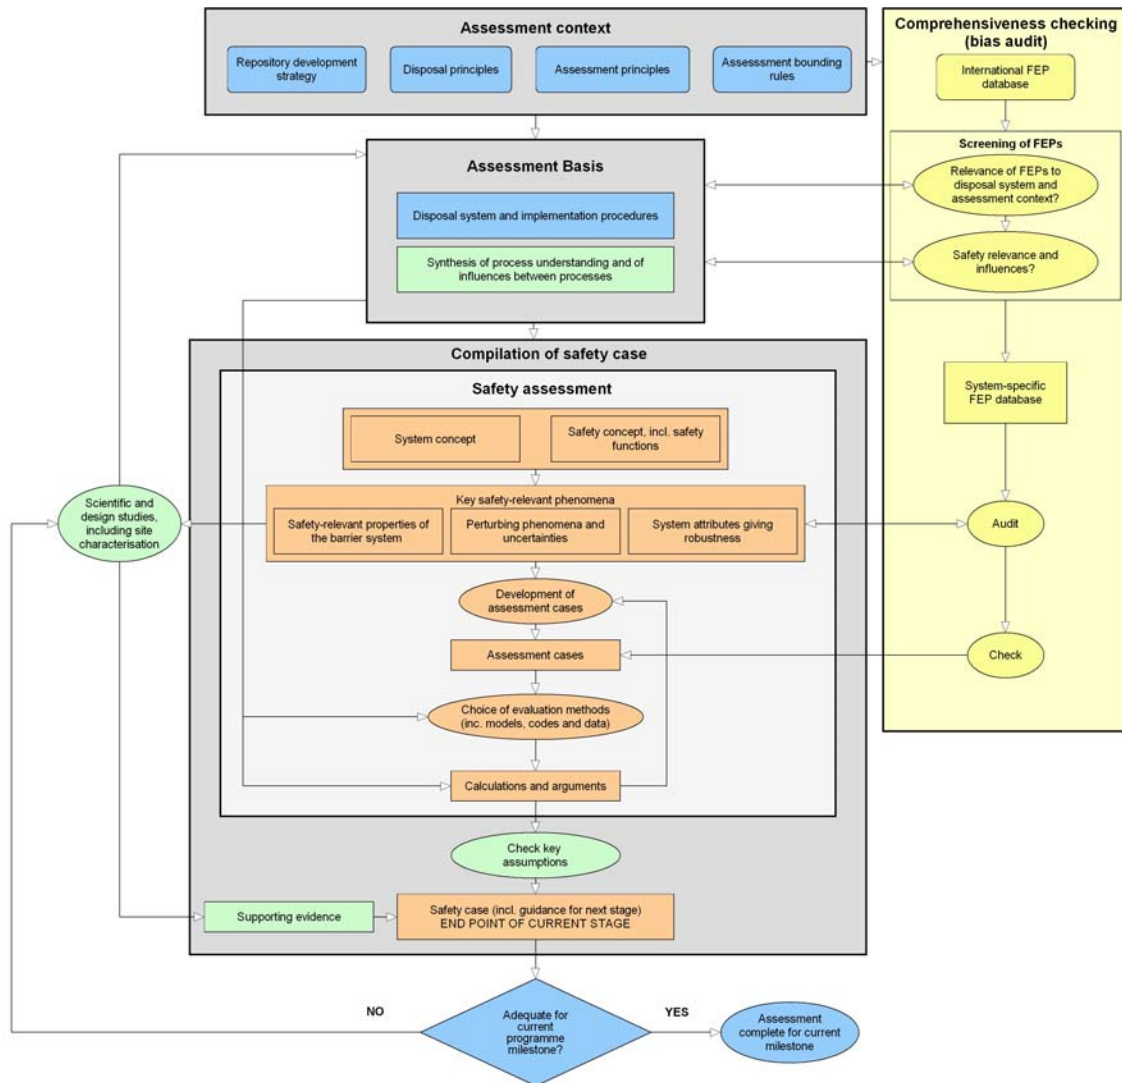 Assessment context
Repository development
strategy
Disposal principles
Assessment principles
Assesssment bounding
rules
Comprehensiveness checking
(bias audit)
International FEP
database
Screening of FEPs
Relevance of FEPs to
disposal system and
assessment context?
Safety relevance and
influences?
System-specific
FEP database
Audit
Check
Assessment Basis
Disposal system and implementation procedures
Synthesis of process understanding and of
influences between processes
Compilation of safety case
Safety assessment
System concept
Safety concept, incl. safety
functions
Key safety-relevant phenomena
Safety-relevant properties of
the barrier system
Perturbing phenomena and
uncertainties
System attributes giving
robustness
Scientific and
design studies,
including site
characterisation
Development of
assessment cases
Assessment cases
Choice of evaluation methods
(inc. models, codes and data)
Calculations and arguments
Check key
assumptions
Supporting evidence
Safety case (incl. guidance for next stage)
END POINT OF CURRENT STAGE
NO
Adequate for
current
programme
milestone?
YES
Assessment
complete for current
milestone